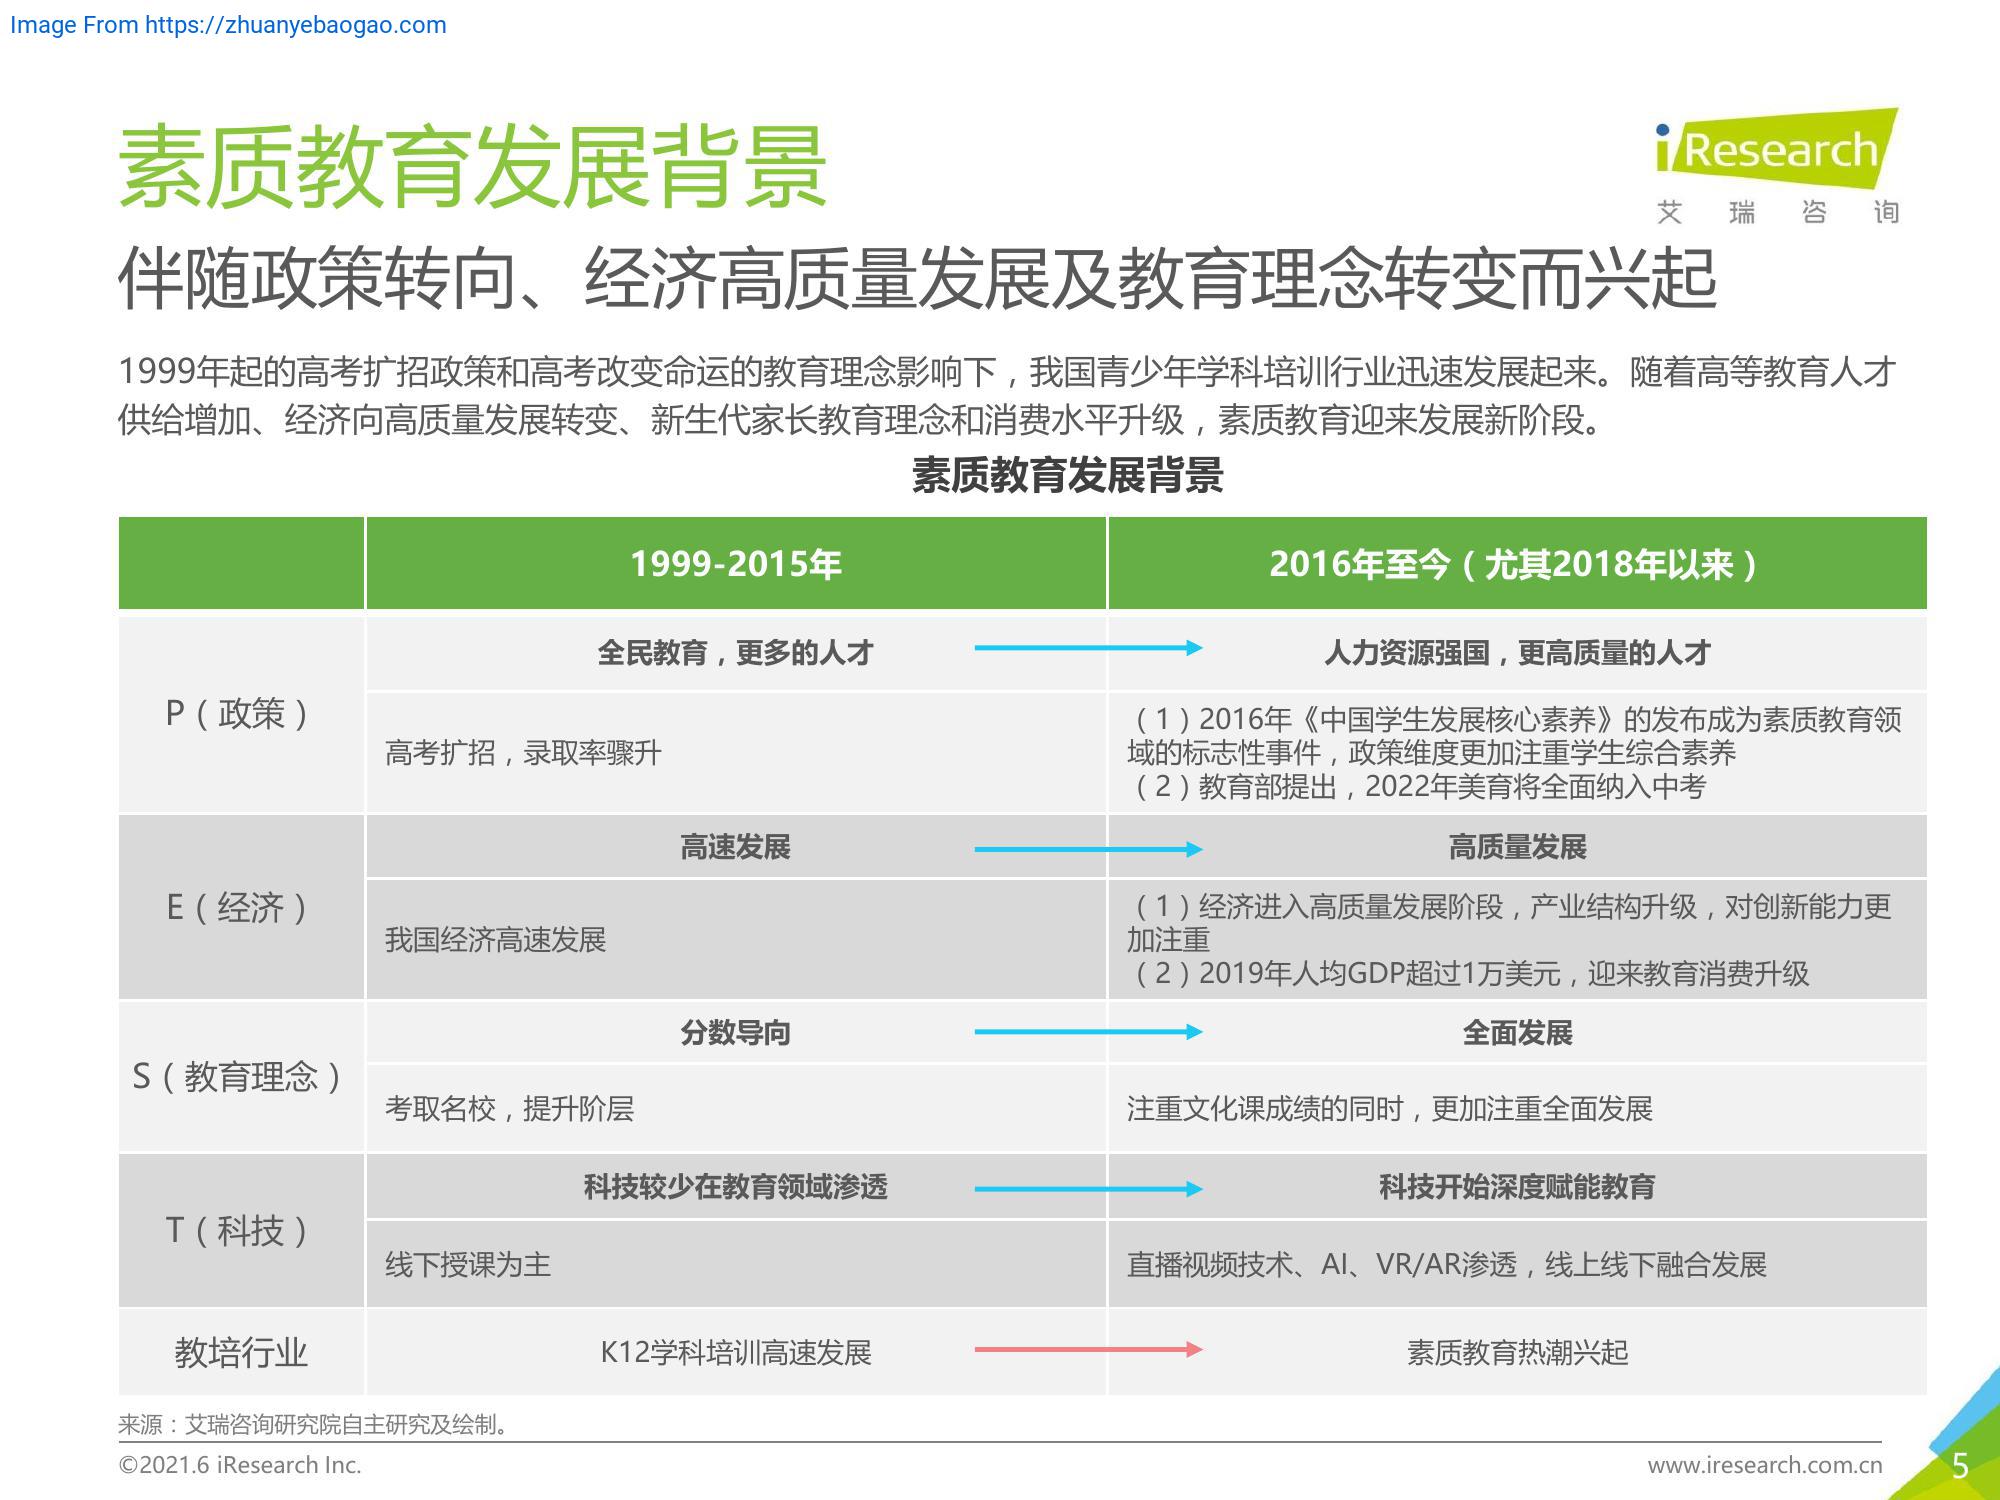 Image From https://zhuanyebaogao.com
素质教育发展背景
iResearch
艾瑞咨询
伴随政策转向、经济高质量发展及教育理念转变而兴起
1999年起的高考扩招政策和高考改变命运的教育理念影响下，我国青少年学科培训行业迅速发展起来。随着高等教育人才
供给增加、经济向高质量发展转变、新生代家长教育理念和消费水平升级，素质教育迎来发展新阶段。
素质教育发展背景
1999-2015年
2016年至今（尤其2018年以来）
P（政策）
全民教育，更多的人才
人力资源强国，更高质量的人才
高考扩招，录取率骤升
（1）2016年《中国学生发展核心素养》的发布成为素质教育领
域的标志性事件，政策维度更加注重学生综合素养
（2）教育部提出，2022年美育将全面纳入中考
E（经济）
高速发展
高质量发展
我国经济高速发展
（1）经济进入高质量发展阶段，产业结构升级，对创新能力更
加注重
（2）2019年人均GDP超过1万美元，迎来教育消费升级
S（教育理念）
分数导向
全面发展
考取名校，提升阶层
注重文化课成绩的同时，更加注重全面发展
T（科技）
科技较少在教育领域渗透
科技开始深度赋能教育
线下授课为主
直播视频技术、AI、VR/AR渗透，线上线下融合发展
教培行业
K12学科培训高速发展
素质教育热潮兴起
来源：艾瑞咨询研究院自主研究及绘制。
©2021.6 iResearch Inc.
www.iresearch.com.cn
5